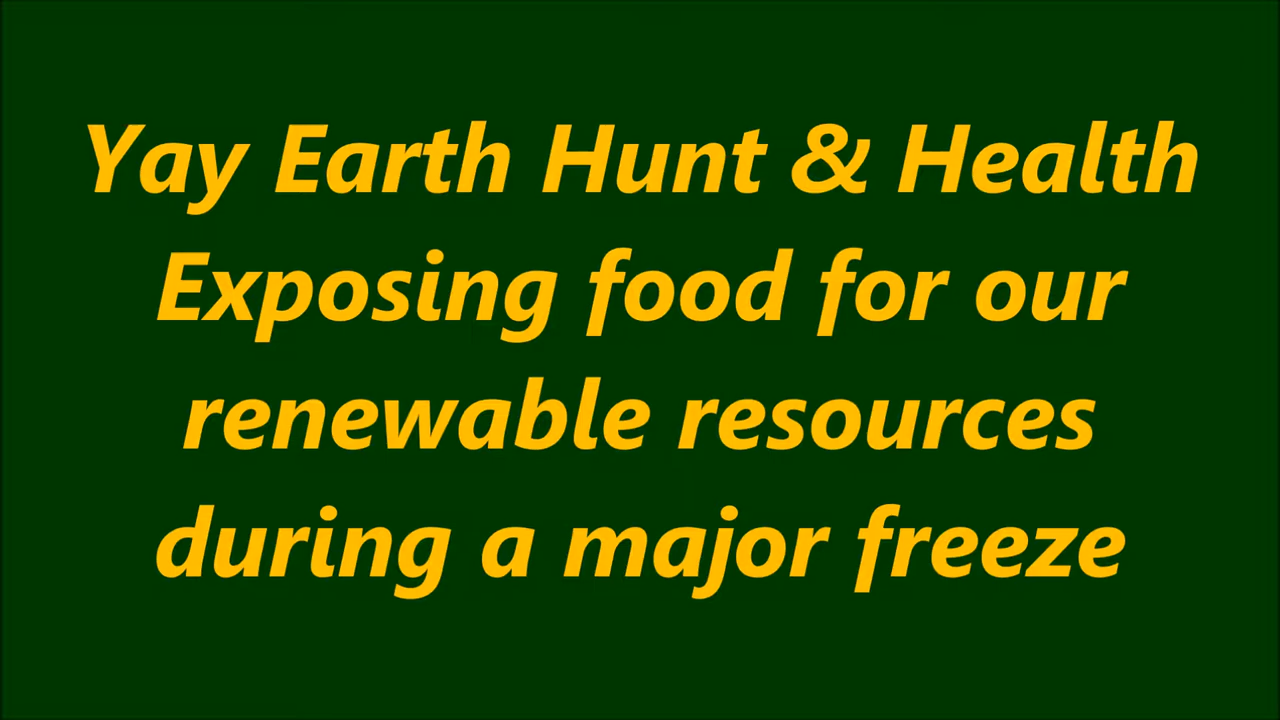 Yay Earth Hunt & Health
Exposing food for our
renewable resources
during a major freeze